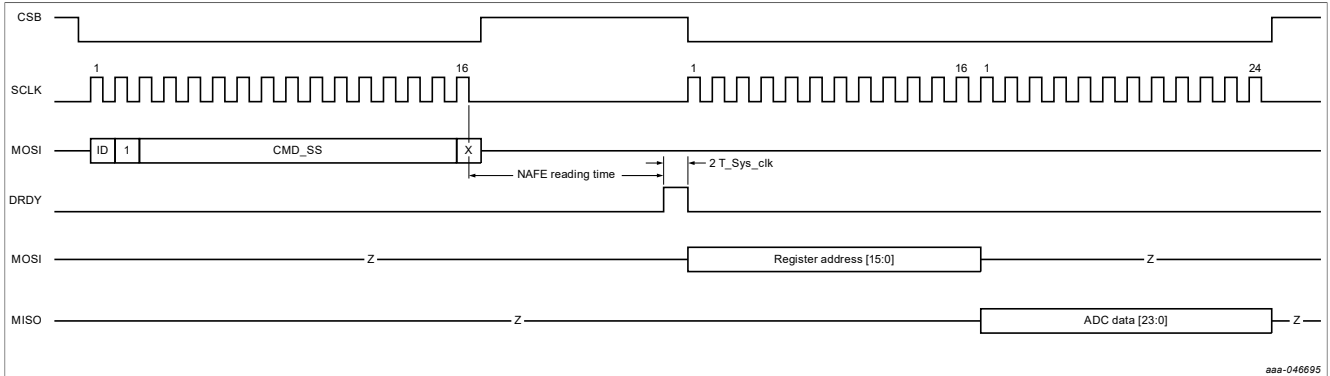 CSB
1 16 1 16 1 24
SCLK
MOSI ID 1 CMD_SS X
2 T_Sys_clk
NAFE reading time
DRDY
MOSI Z Register address [15:0] Z
MISO Z ADC data [23:0] Z
aaa-046695